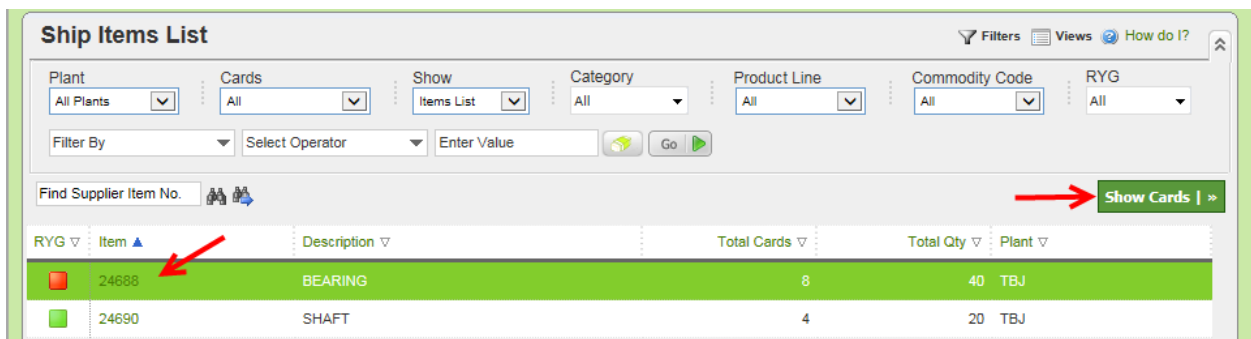 Ship Items List Filters Views How do I?
Plant Cards Show Category Product Line Commodity Code RYG
All Plants All Items List All All All All
Filter By Select Operator Enter Value Go
Find Supplier Item No. Show Cards | »
RYG Item Description Total Cards Total Qty Plant
24688 BEARING 8 40 TBJ
24690 SHAFT 4 20 TBJ